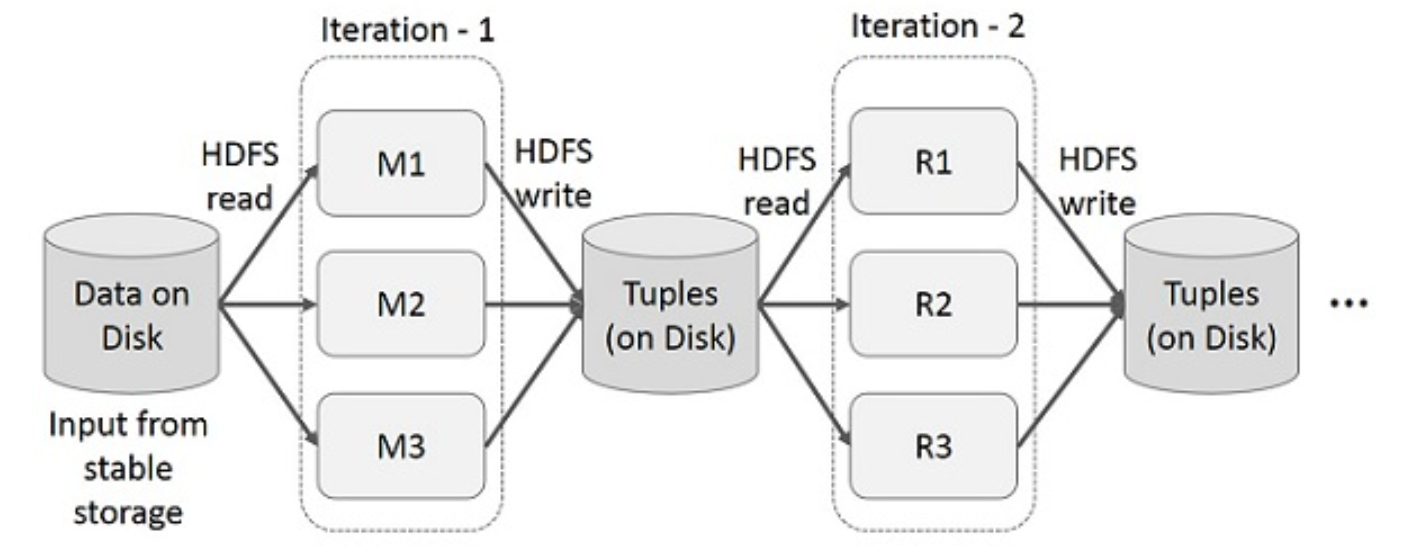 Iteration - 1
Iteration - 2
HDFS
read
M1
HDFS
write
HDFS
read
R1
HDFS
write
Data on
Disk
M2
Tuples
(on Disk)
R2
Tuples
(on Disk)
...
Input from
stable
storage
M3
R3